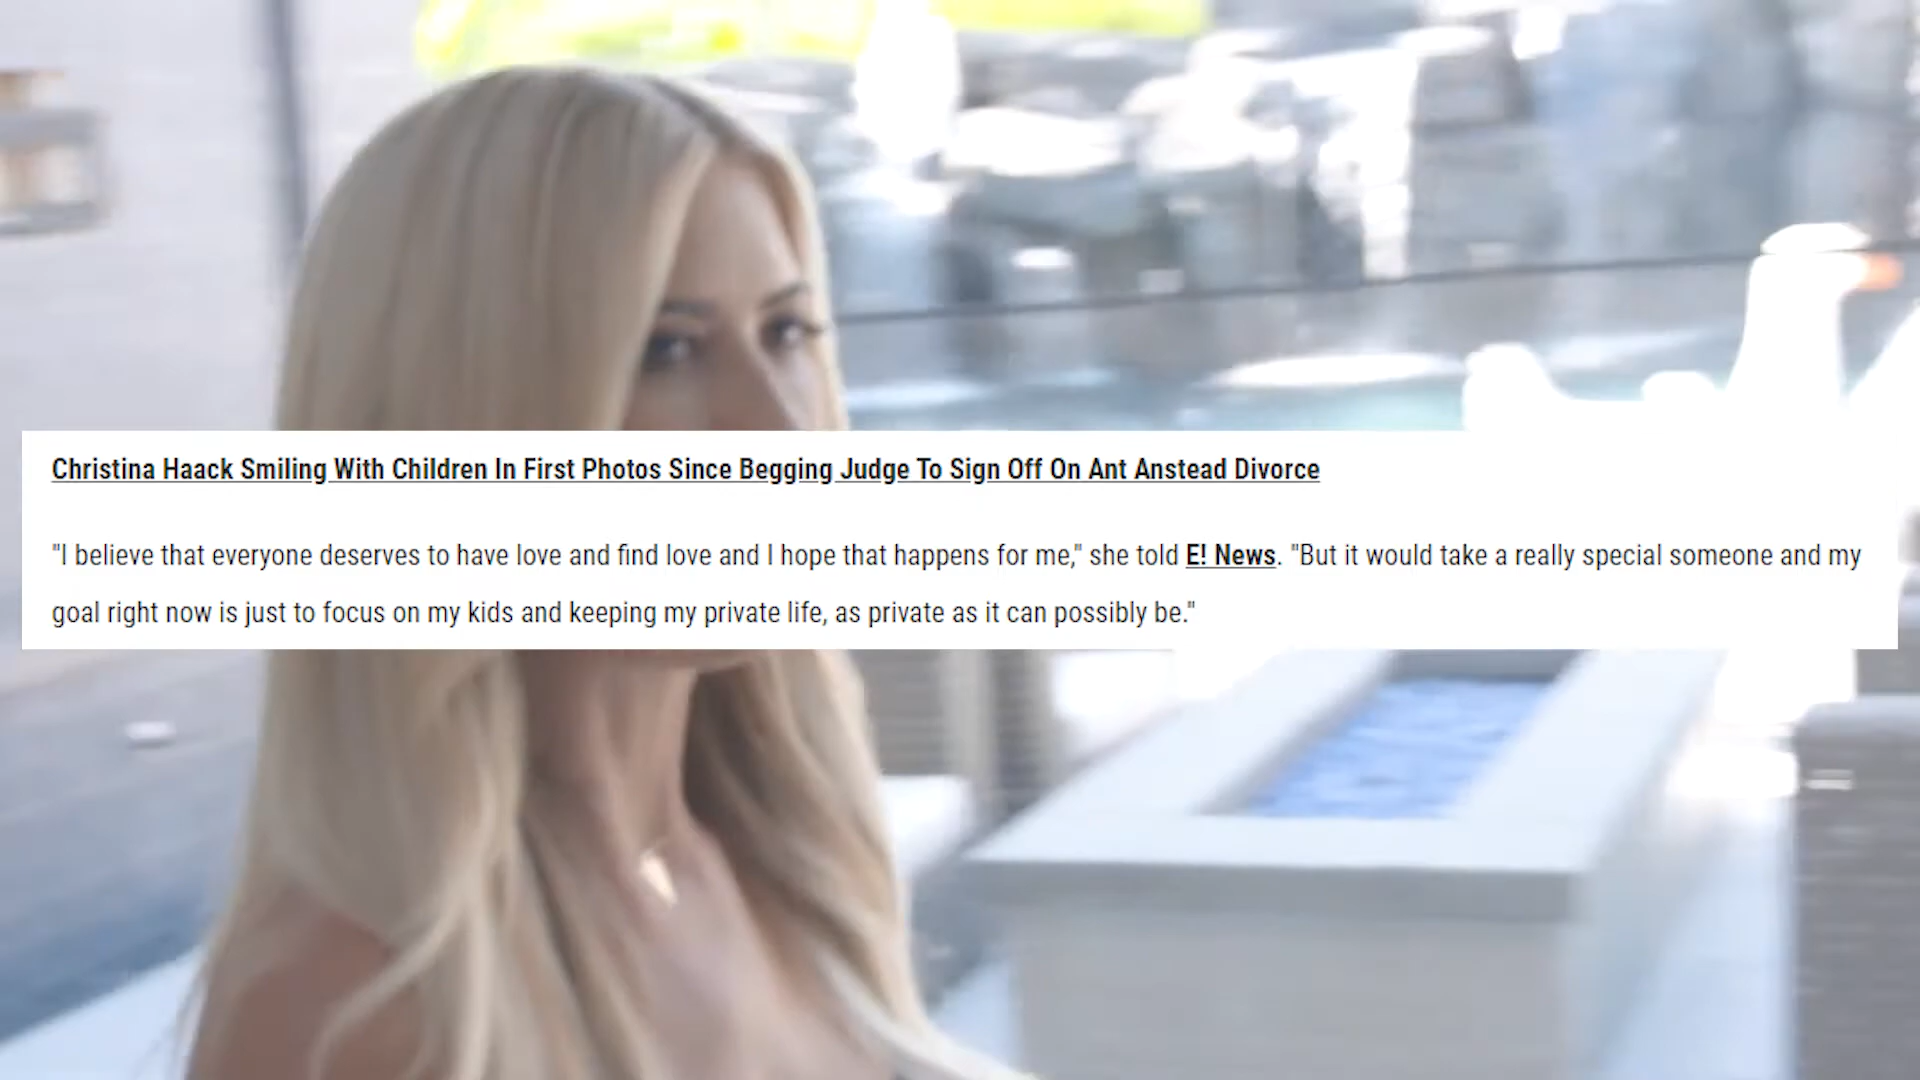 Christina Haack Smiling With Children In First Photos Since Begging Judge To Sign Off On Ant Anstead Divorce
"I believe that everyone deserves to have love and find love and I hope that happens for me," she told E! News. "But it would take a really special someone and my
goal right now is just to focus on my kids and keeping my private life, as private as it can possibly be."